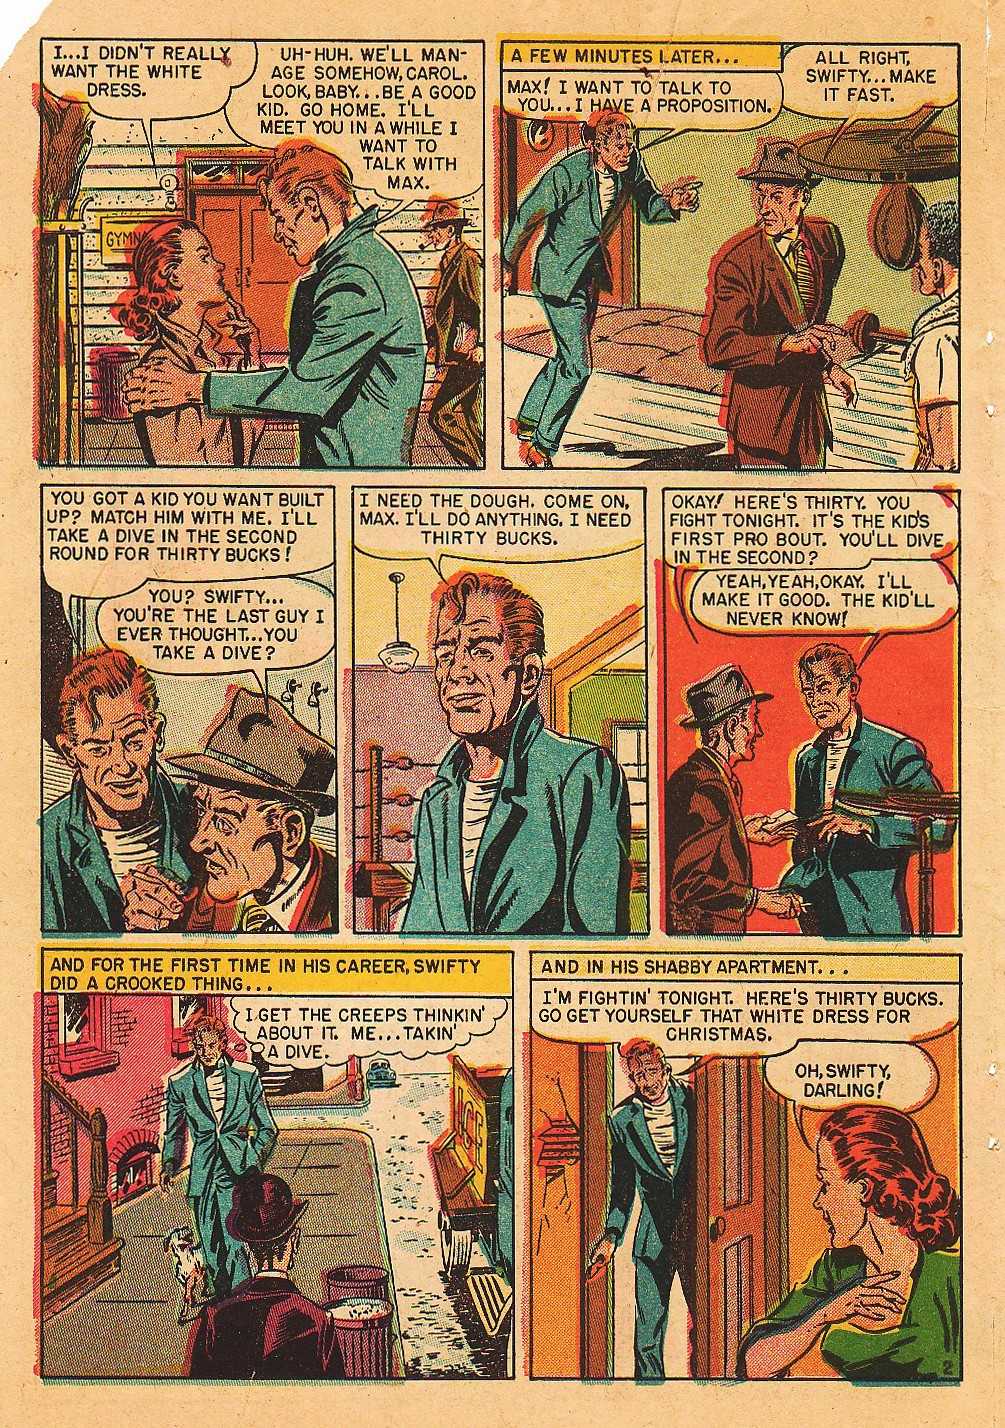 I...I DIDN'T REALLY
WANT THE WHITE
DRESS.
UH-HUH. WE'LL MAN-
AGE SOMEHOW, CAROL.
LOOK, BABY...BE A GOOD
KID. GO HOME. I'LL
MEET YOU IN A WHILE I
WANT TO
TALK WITH
MAX.
GYMNA
A FEW MINUTES LATER...
MAX! I WANT TO TALK TO
YOU...I HAVE A PROPOSITION.
ALL RIGHT,
SWIFTY...MAKE
IT FAST.
YOU GOT A KID YOU WANT BUILT
UP? MATCH HIM WITH ME. I'LL
TAKE A DIVE IN THE SECOND
ROUND FOR THIRTY BUCKS!
YOU? SWIFTY...
YOU'RE THE LAST GUY I
EVER THOUGHT...YOU
TAKE A DIVE?
I NEED THE DOUGH. COME ON,
MAX. I'LL DO ANYTHING. I NEED
THIRTY BUCKS.
OKAY! HERE'S THIRTY. YOU
FIGHT TONIGHT. IT'S THE KID'S
FIRST PRO BOUT. YOU'LL DIVE
IN THE SECOND?
YEAH, YEAH, OKAY. I'LL
MAKE IT GOOD. THE KID'LL
NEVER KNOW!
AND FOR THE FIRST TIME IN HIS CAREER, SWIFTY
DID A CROOKED THING...
I GET THE CREEPS THINKIN'
ABOUT IT. ME...TAKIN'
A DIVE.
ICE
AND IN HIS SHABBY APARTMENT...
I'M FIGHTIN' TONIGHT. HERE'S THIRTY BUCKS.
GO GET YOURSELF THAT WHITE DRESS FOR
CHRISTMAS.
OH, SWIFTY,
DARLING!
2